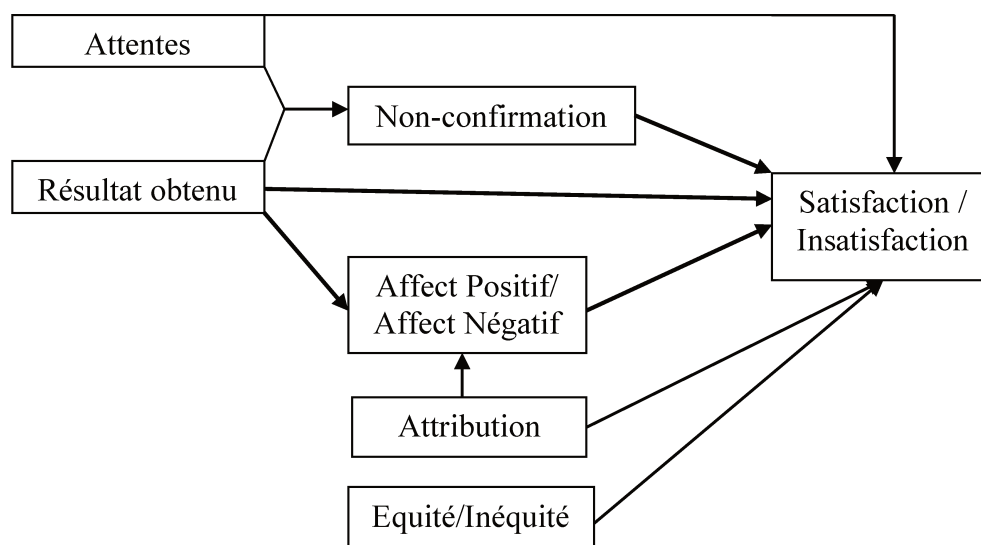 Attentes
Non-confirmation
Résultat obtenu
Satisfaction /
Insatisfaction
Affect Positif/
Affect Négatif
Attribution
Equité/Inéquité